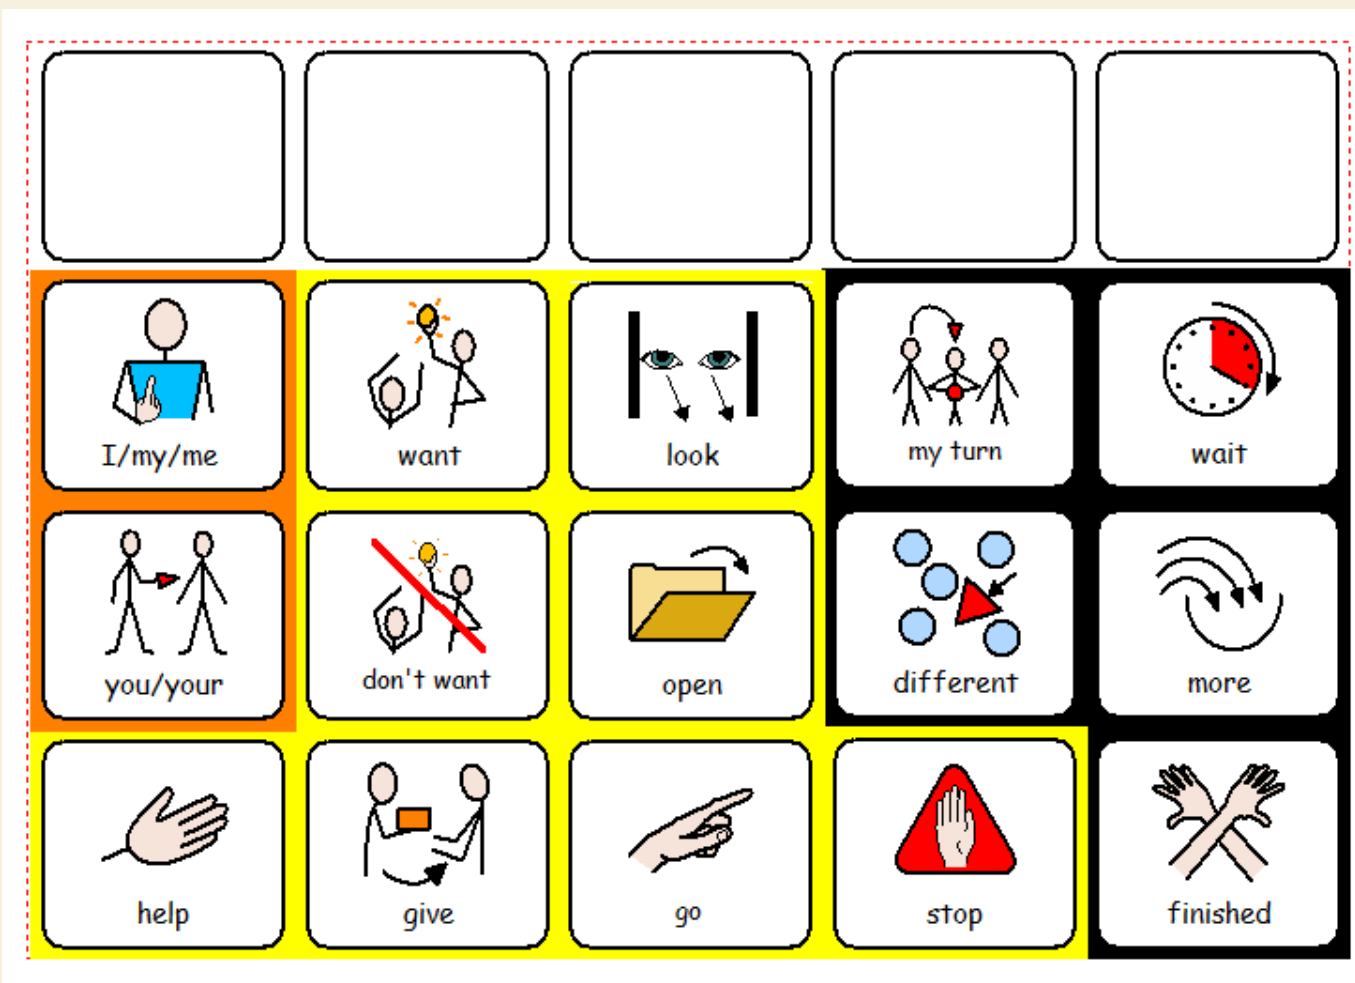 I/my/me
want
look
my turn
wait
you/your
don't want
open
different
more
help
give
go
stop
finished